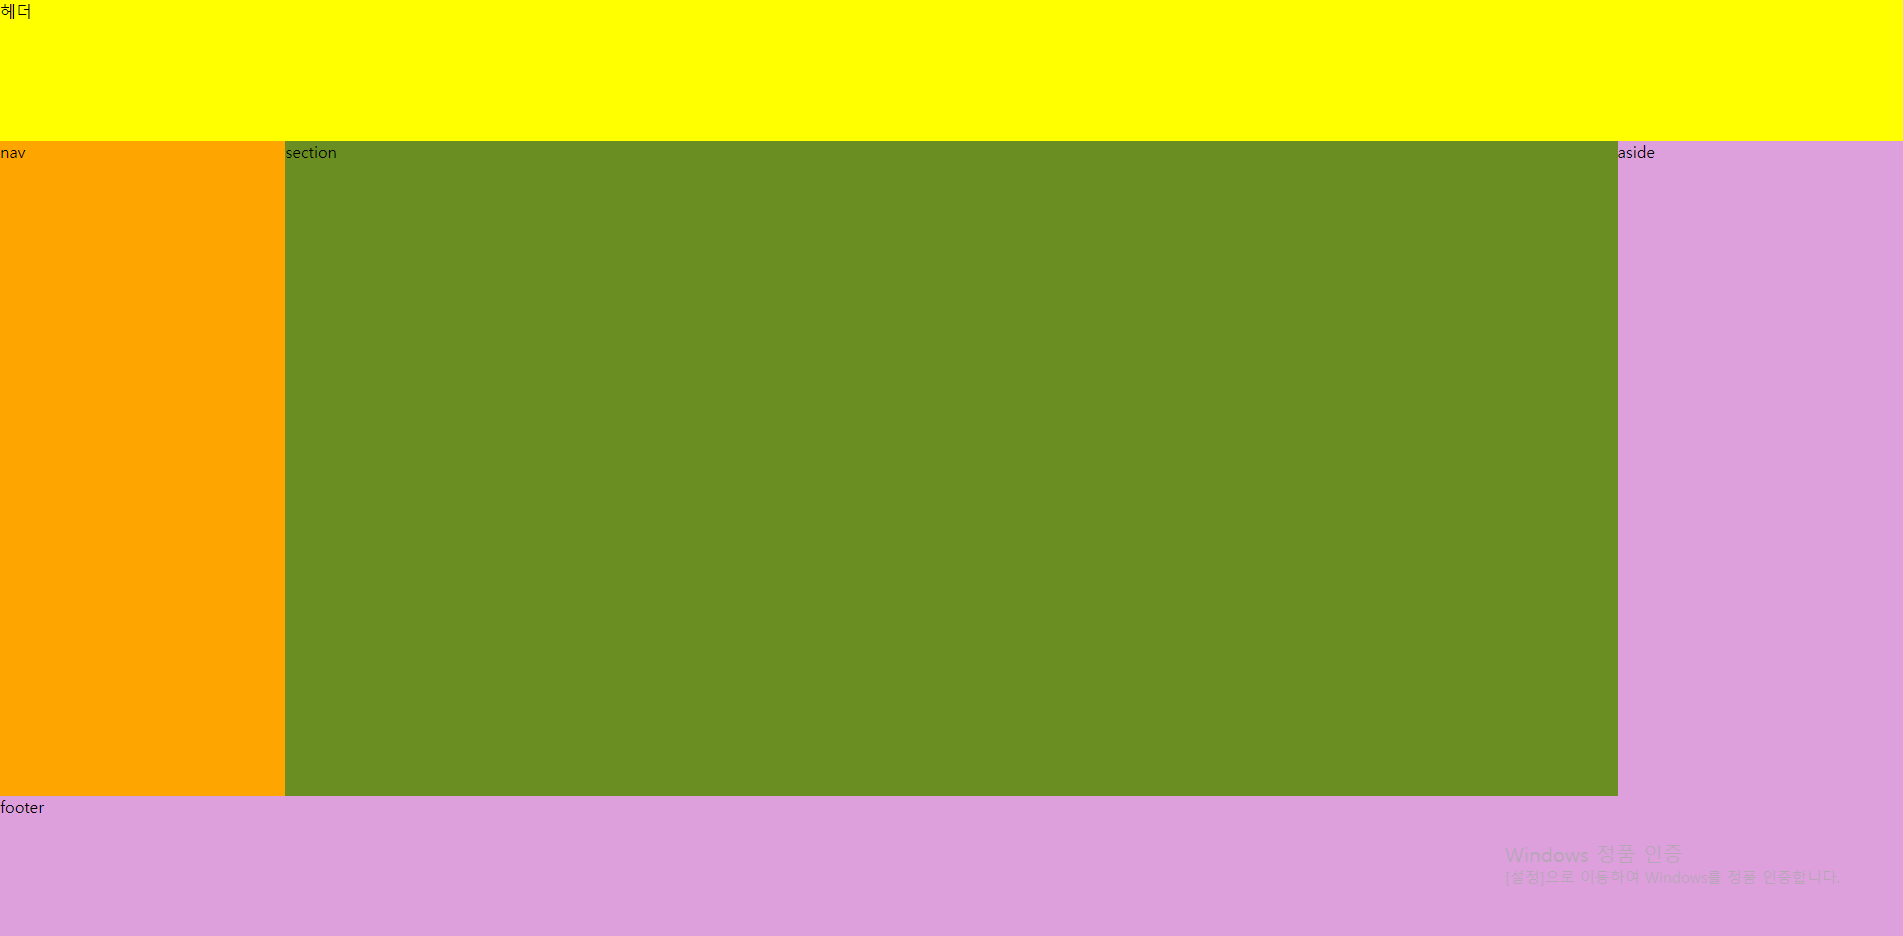 헤더
nav
section
aside
footer
Windows 정품 인증
[설정]으로 이동하여 Windows를 정품 인증합니다.